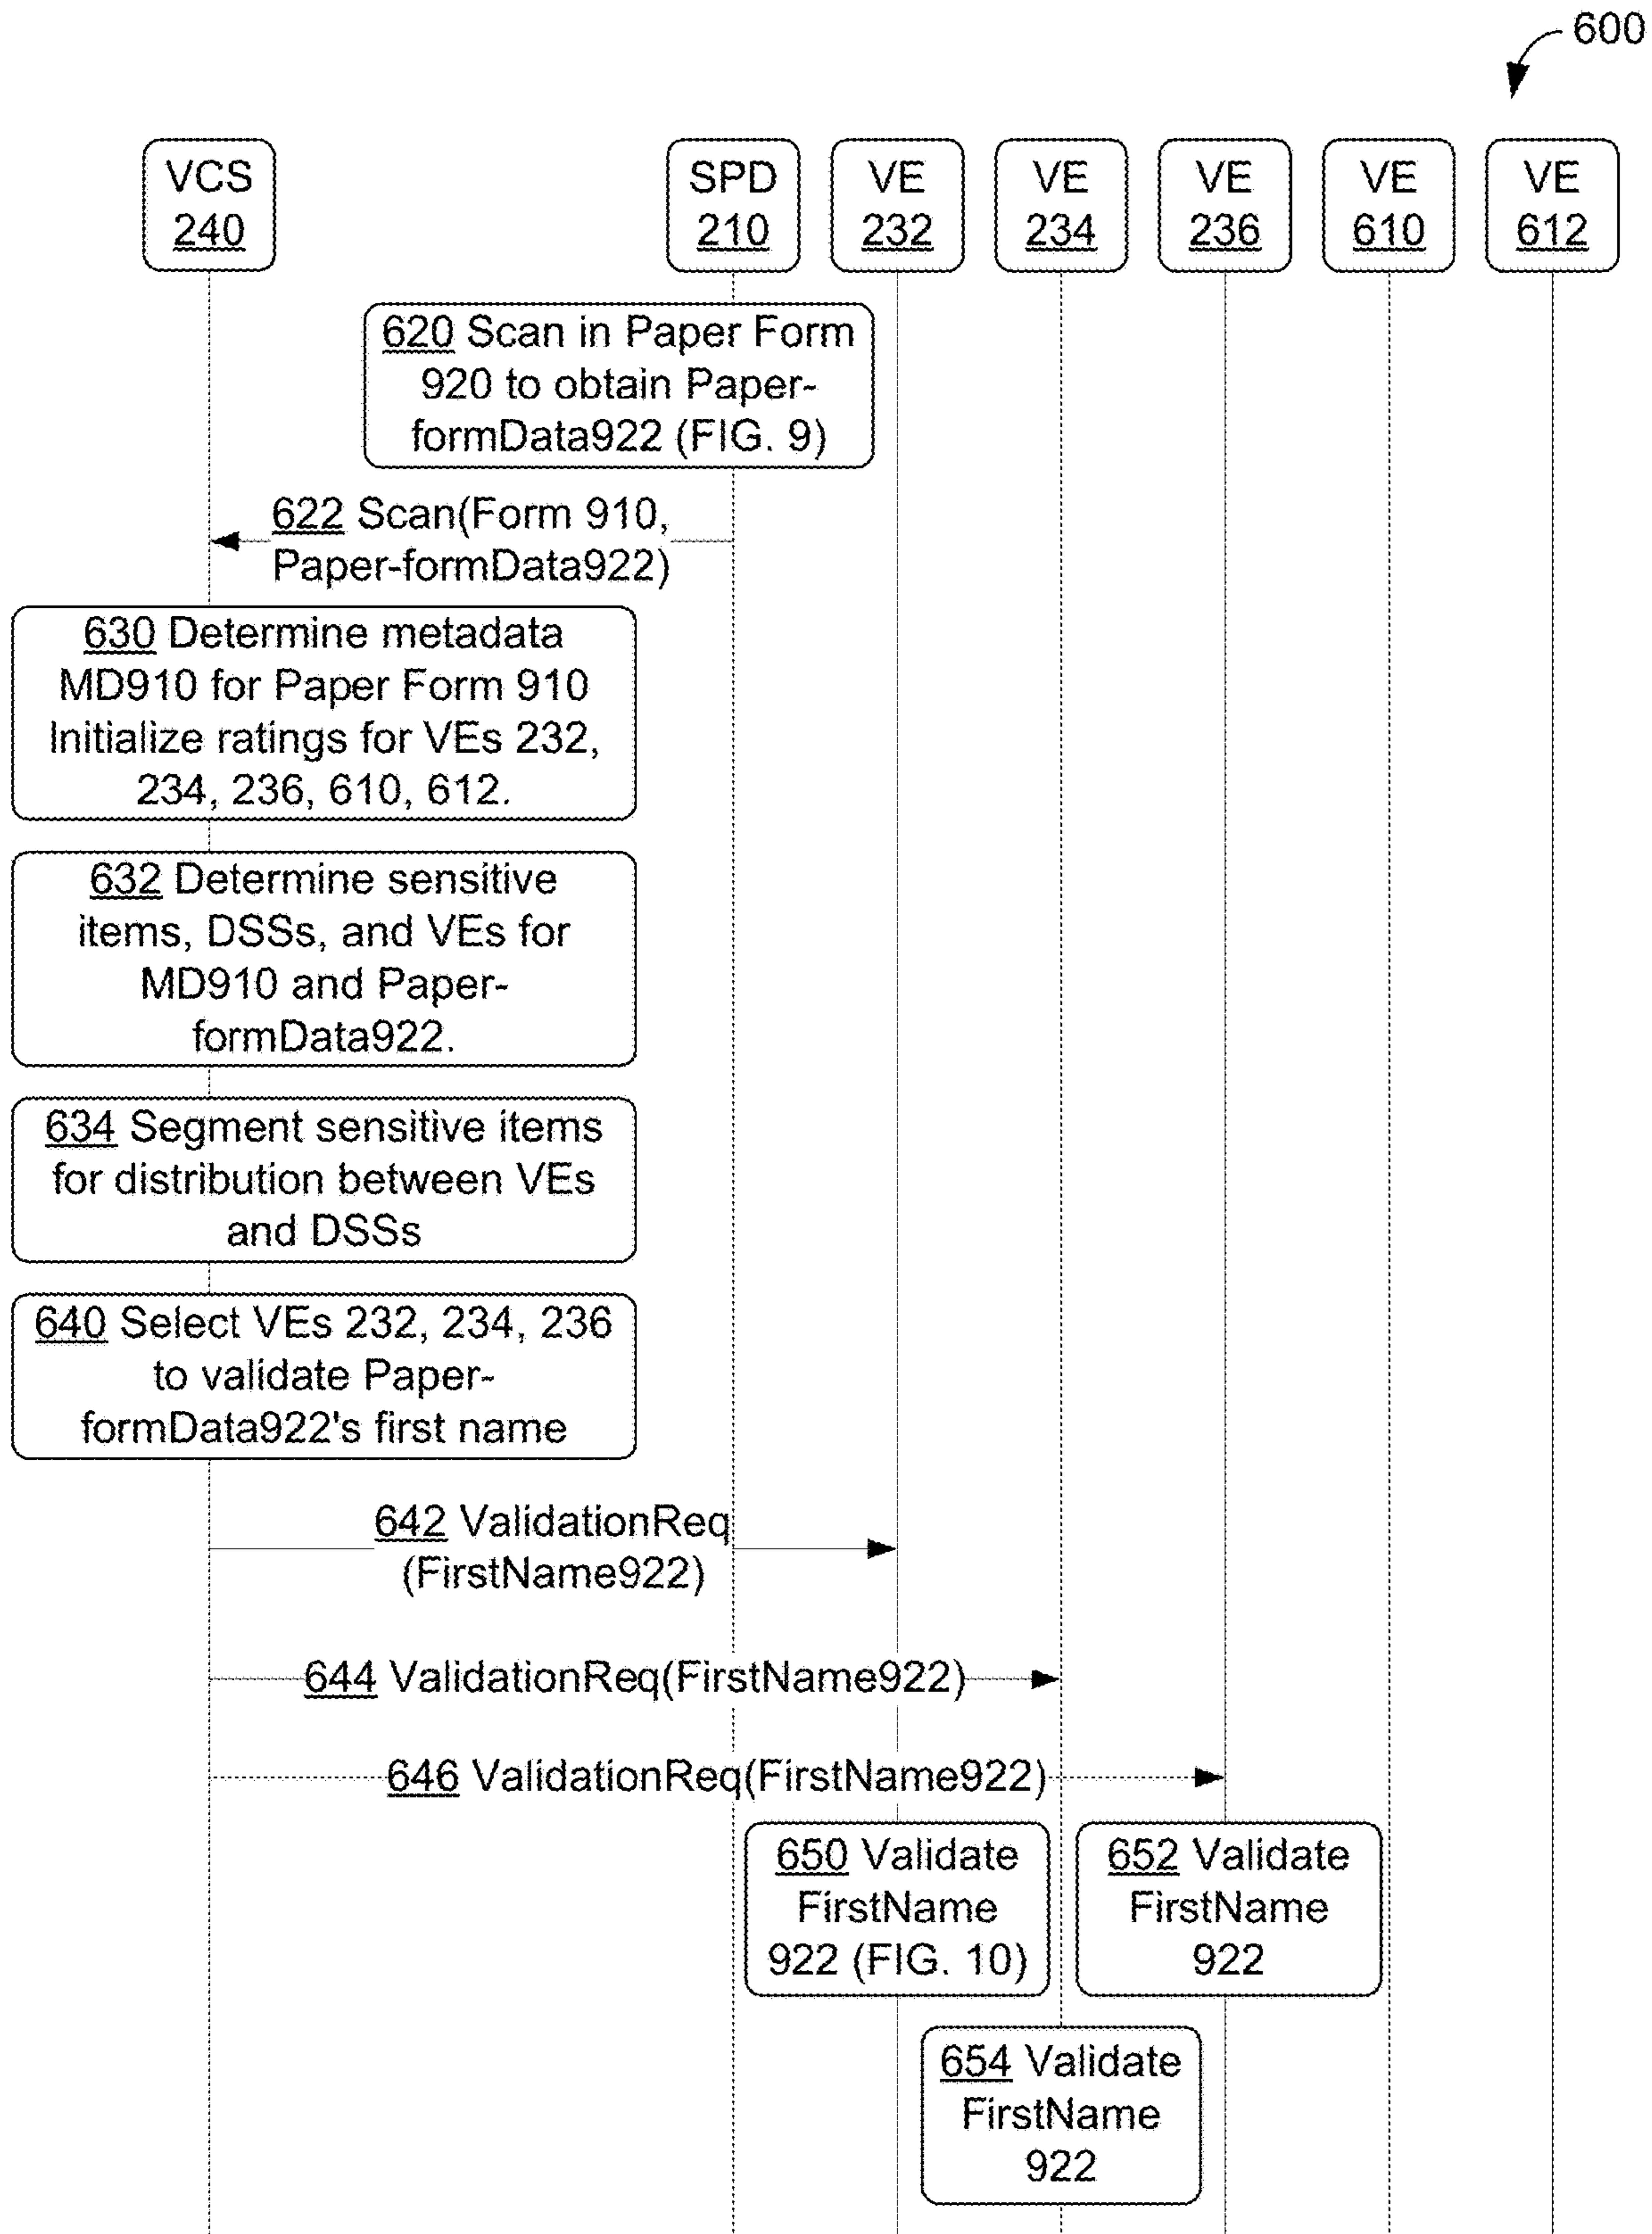 600
VCS
240
SPD
210
VE
232
VE
234
VE
236
VE
610
VE
612
620 Scan in Paper Form
920 to obtain Paper-
formData922 (FIG. 9)
622 Scan(Form 910,
Paper-formData922)
630 Determine metadata
MD910 for Paper Form 910
Initialize ratings for VEs 232,
234, 236, 610, 612.
632 Determine sensitive
items, DSSs, and VEs for
MD910 and Paper-
formData922.
634 Segment sensitive items
for distribution between VEs
and DSSs
640 Select VEs 232, 234, 236
to validate Paper-
formData922's first name
642 ValidationReq
(FirstName922)
644 ValidationReq(FirstName922)
646 ValidationReq(FirstName922)
650 Validate
FirstName
922 (FIG. 10)
652 Validate
FirstName
922
654 Validate
FirstName
922